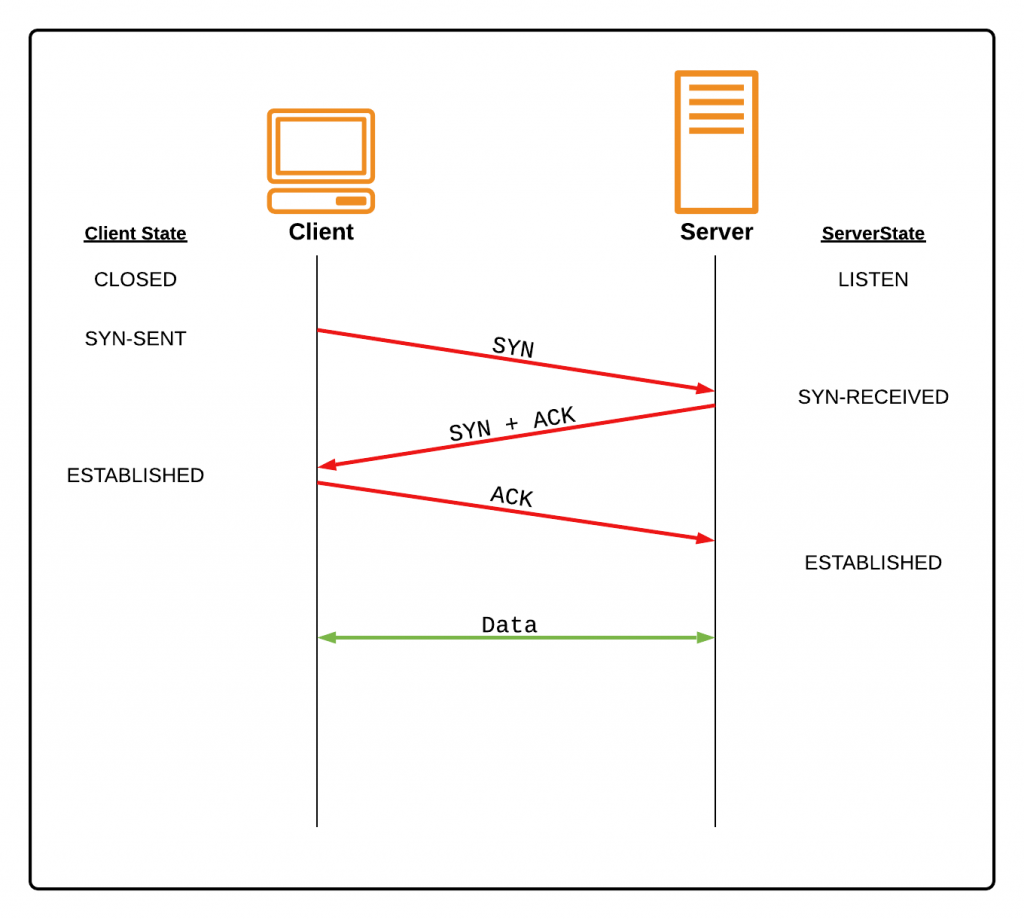 Client
Server
Client State
ServerState
CLOSED
LISTEN
SYN-SENT
SYN
SYN-RECEIVED
SYN + ACK
ESTABLISHED
ACK
ESTABLISHED
Data